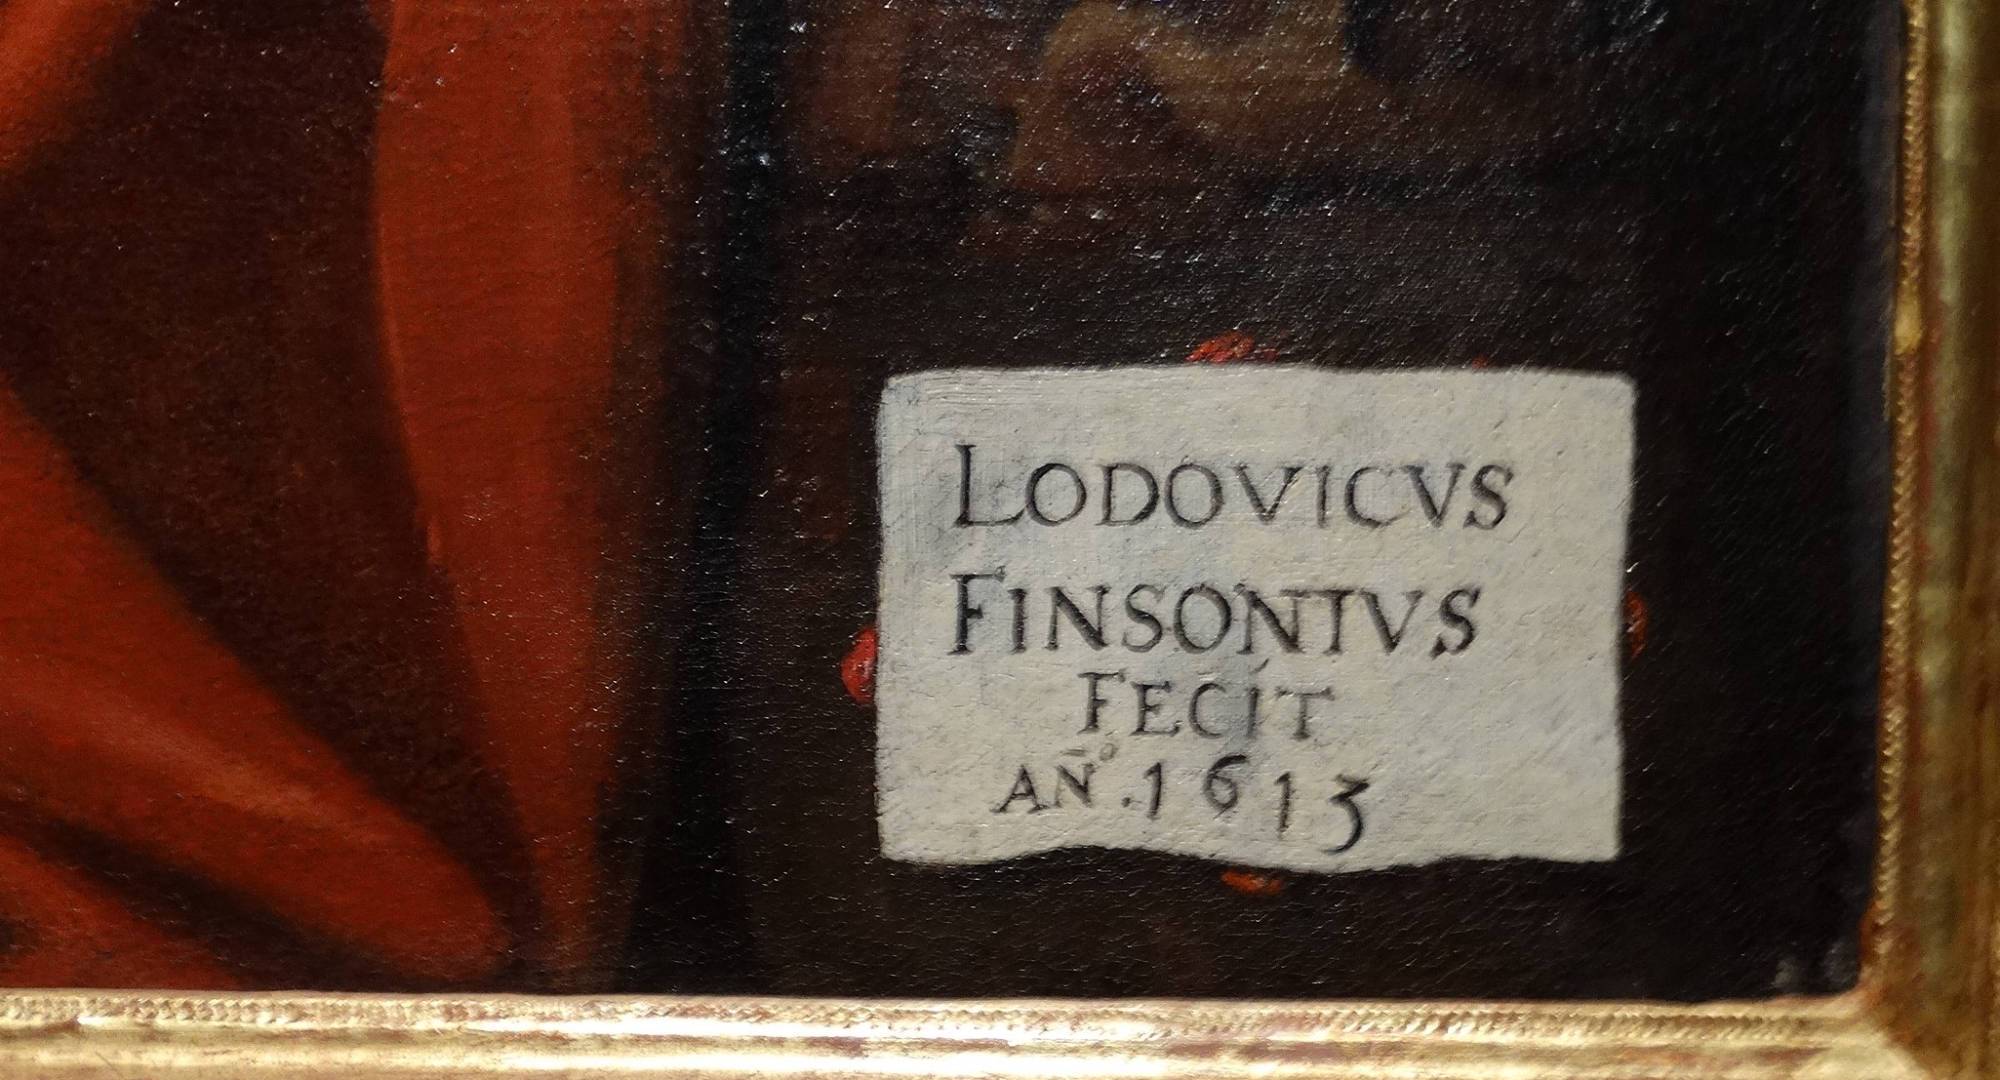 LODOVICVS
FINSONIVS
FECIT
AN̄º.1613